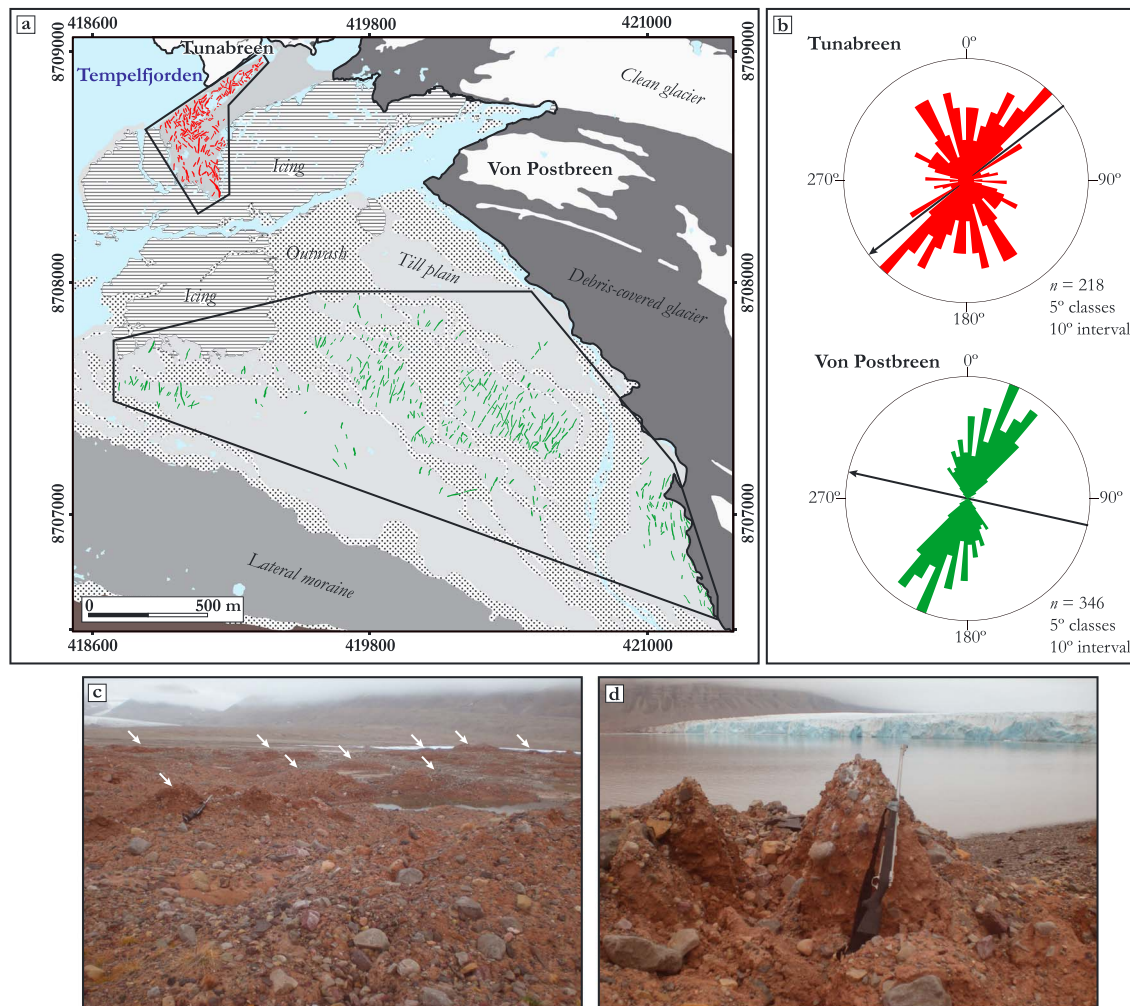 a
418600
419800
421000
8709000
8708000
8707000
Tunabreen
Tempelfjorden
Clean glacier
Icing
Von Postbreen
Outwash
Till plain
Debris-covered glacier
Icing
Lateral moraine
0
500 m
8709000
8708000
8707000
418600
419800
421000
b
Tunabreen
0º
270º
90º
180º
n = 218
5º classes
10º interval
Von Postbreen
0º
270º
90º
180º
n = 346
5º classes
10º interval
c
d